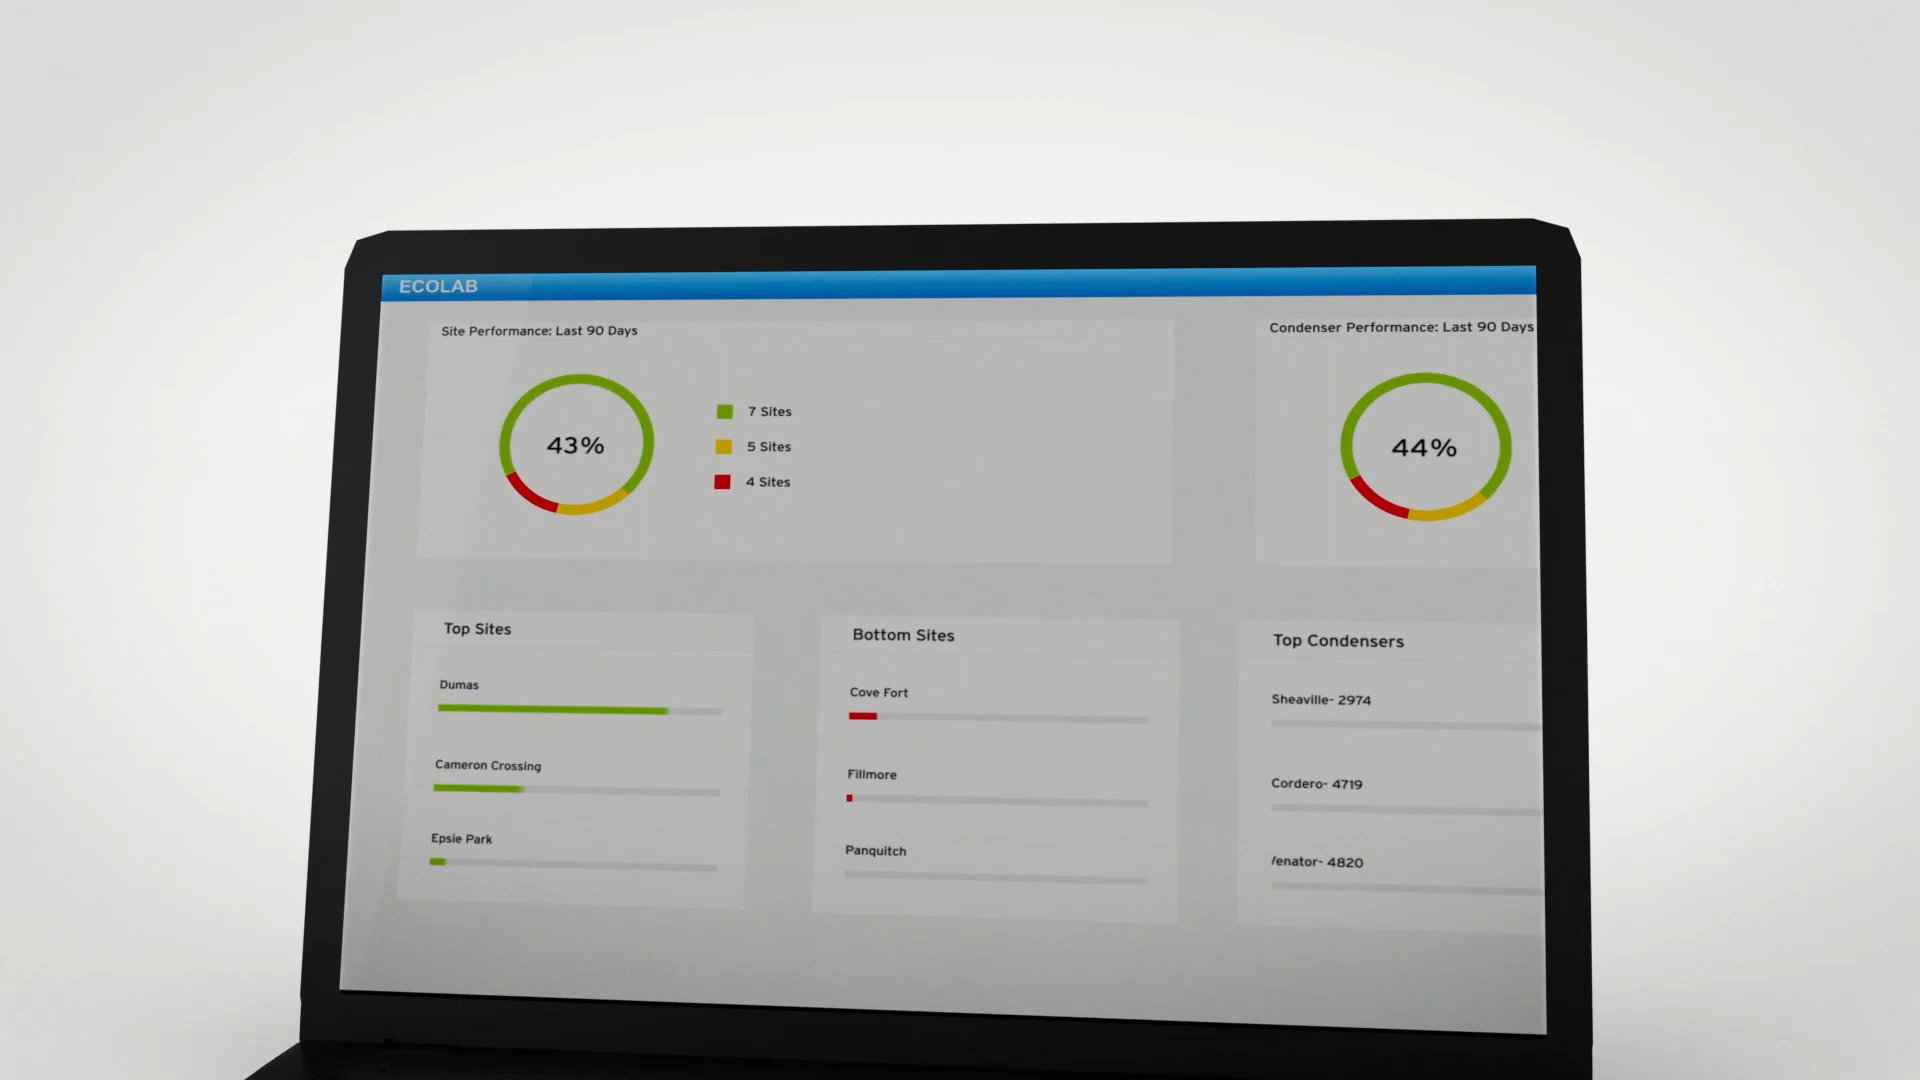 ECOLAB
Site Performance: Last 90 Days
43%
7 Sites
5 Sites
4 Sites
Condenser Performance: Last 90 Days
44%
Top Sites
Dumas
Cameron Crossing
Epsie Park
Bottom Sites
Cove Fort
Fillmore
Panquitch
Top Condensers
Sheaville- 2974
Cordero- 4719
4820